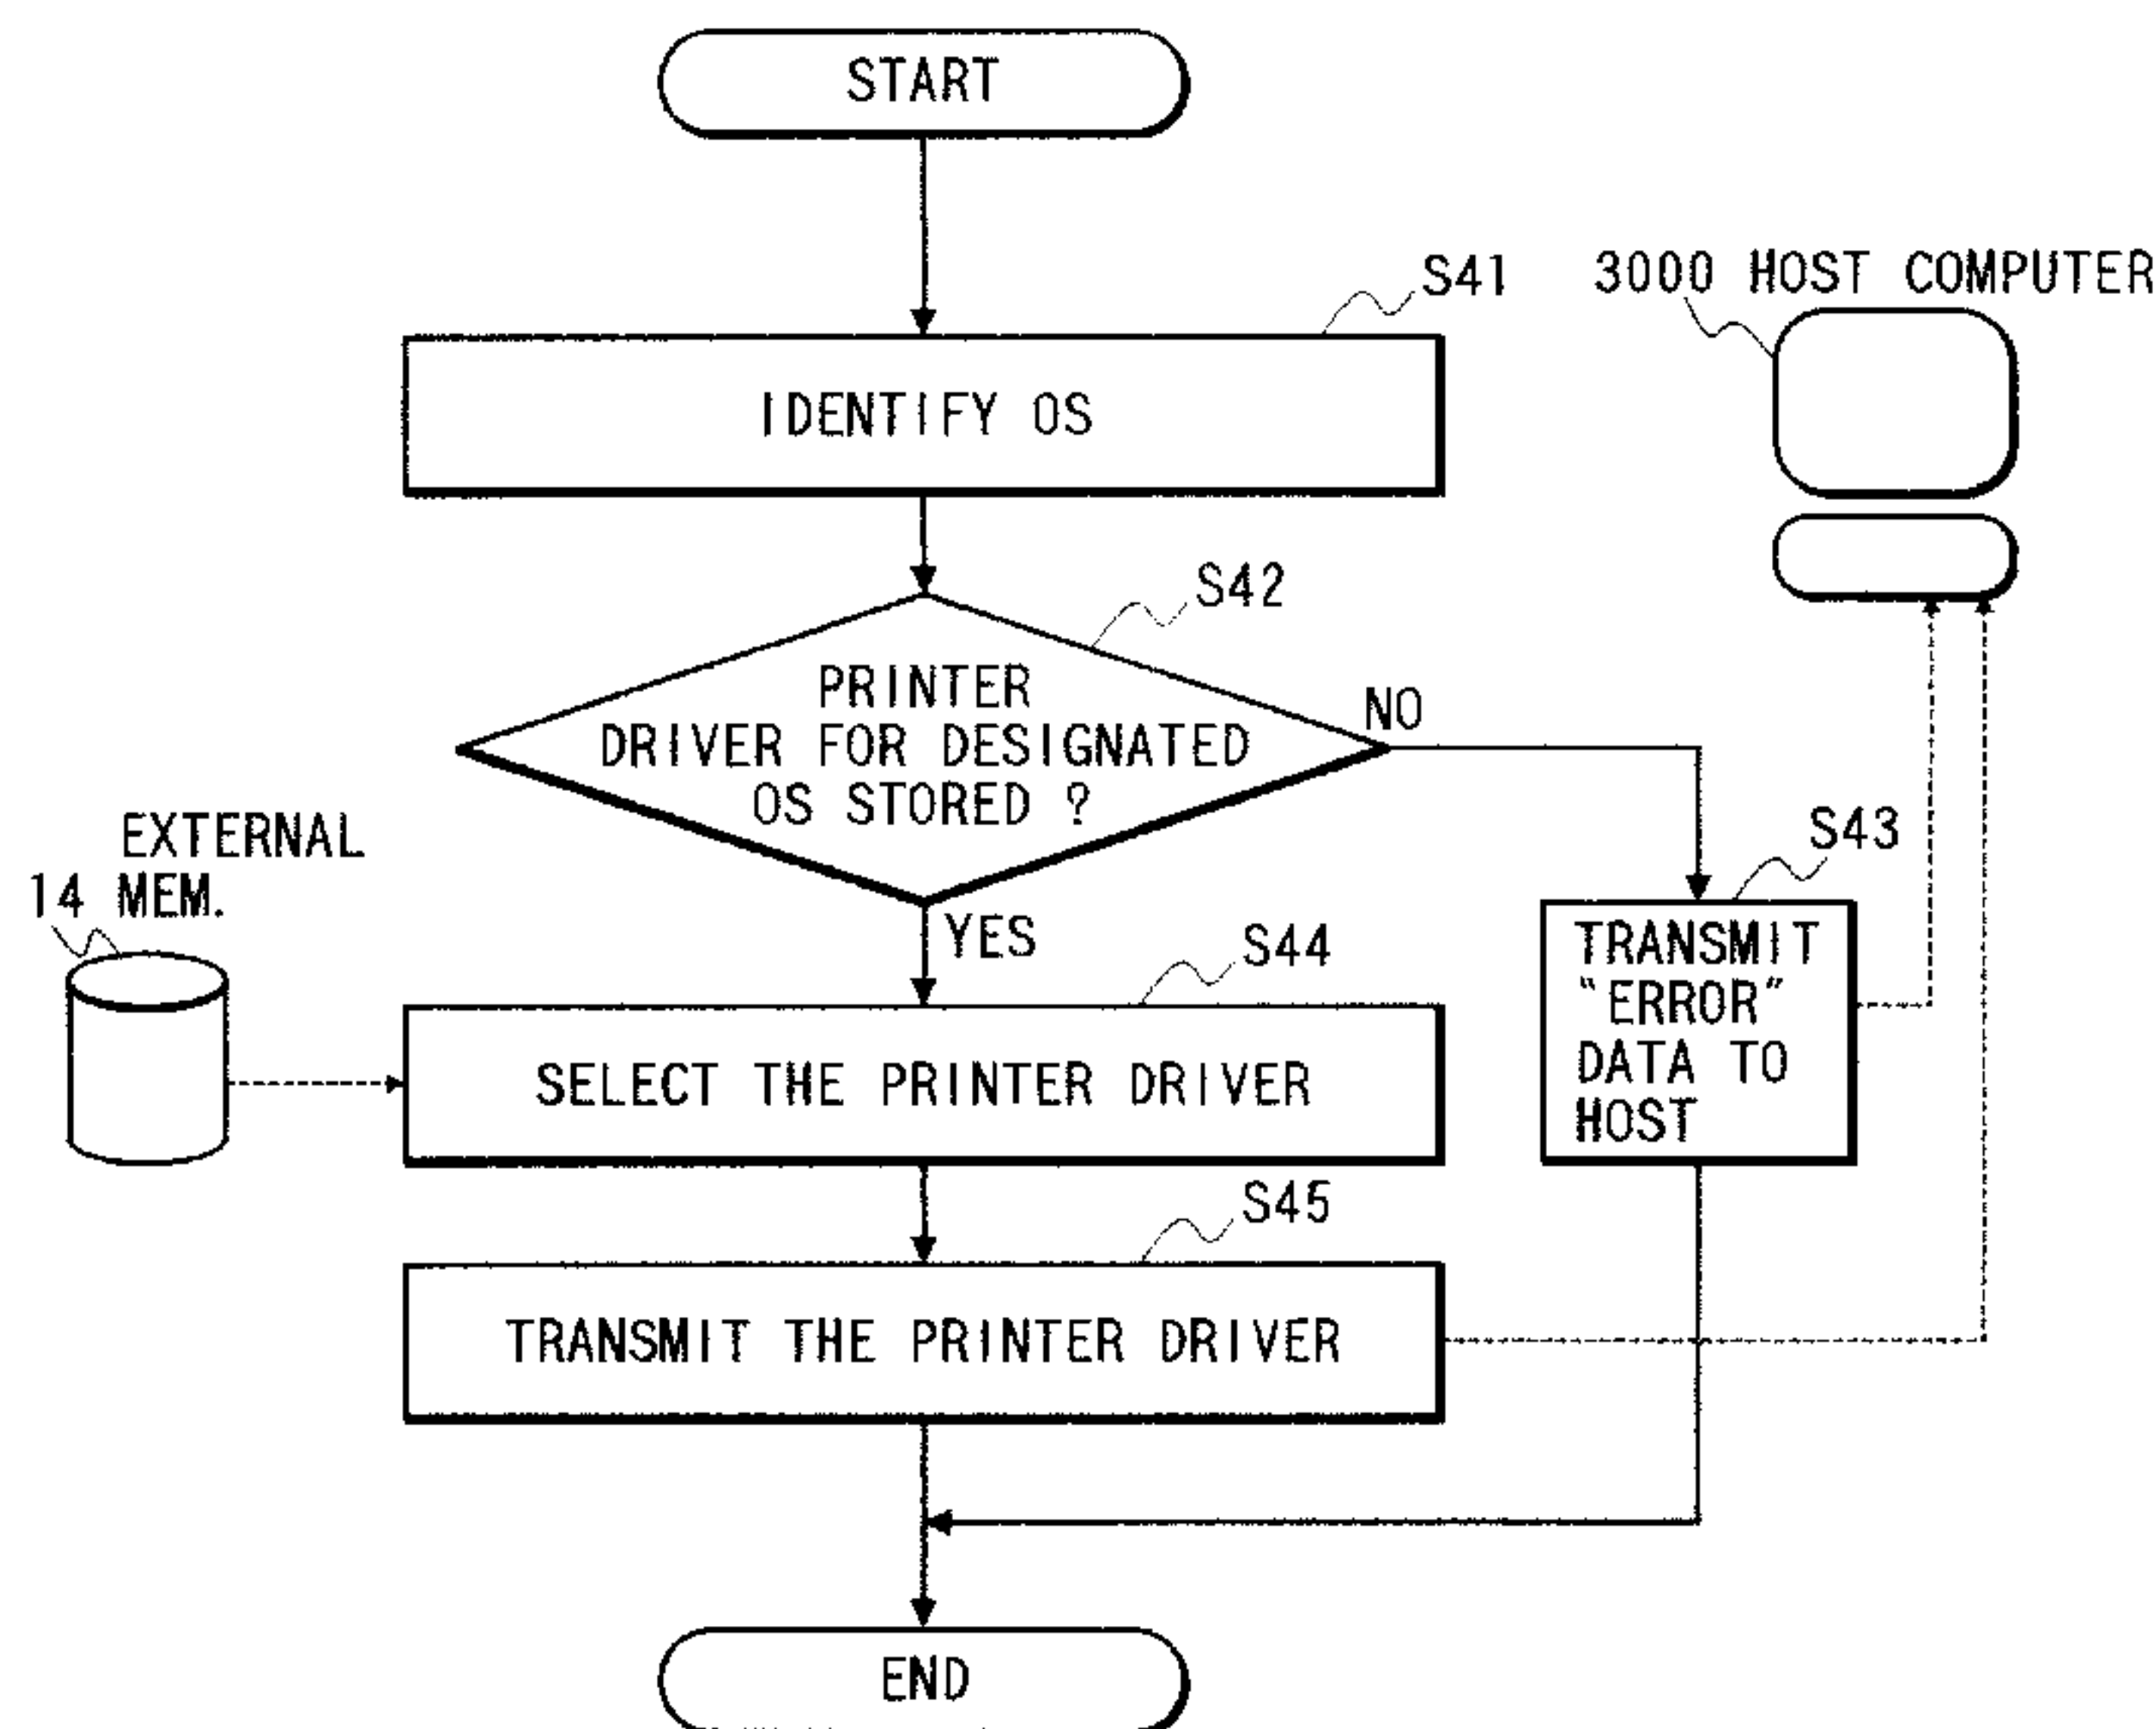 START
S41
3000 HOST COMPUTER
IDENTIFY OS
S42
PRINTER
DRIVER FOR DESIGNATED
OS STORED ?
NO
YES
S43
TRANSMIT
"ERROR"
DATA TO
HOST
EXTERNAL
14 MEM.
S44
SELECT THE PRINTER DRIVER
S45
TRANSMIT THE PRINTER DRIVER
END